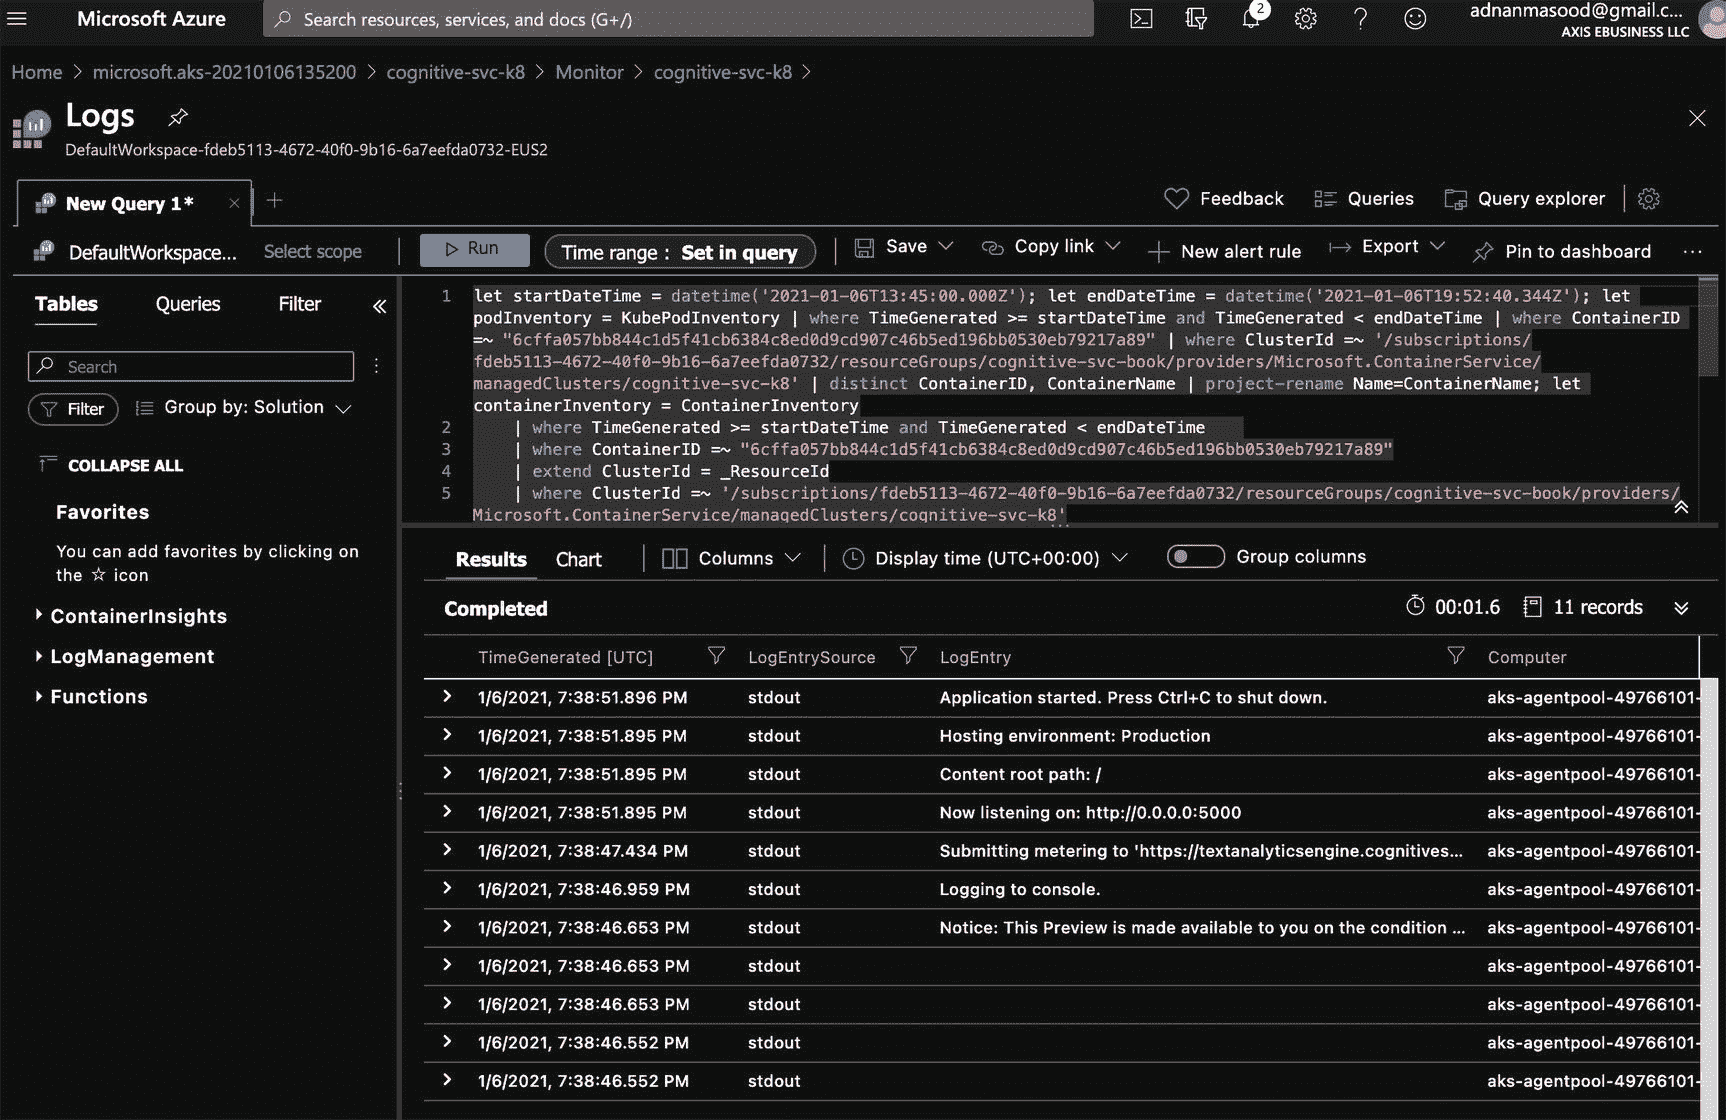 Microsoft Azure
Search resources, services, and docs (G+/)
2
adnanmasood@gmail.c...
AXIS EBUSINESS LLC
Home > microsoft.aks-20210106135200 > cognitive-svc-k8 > Monitor > cognitive-svc-k8 >
Logs
DefaultWorkspace-fdeb5113-4672-40f0-9b16-6a7eefda0732-EUS2
New Query 1*
Feedback Queries Query explorer
DefaultWorkspace... Select scope Run Time range : Set in query Save Copy link New alert rule Export Pin to dashboard ...
Tables Queries Filter
Search
Filter Group by: Solution
COLLAPSE ALL
Favorites
You can add favorites by clicking on
the ☆ icon
ContainerInsights
LogManagement
Functions
1 let startDateTime = datetime('2021-01-06T13:45:00.000Z'); let endDateTime = datetime('2021-01-06T19:52:40.344Z'); let
podInventory = KubePodInventory | where TimeGenerated >= startDateTime and TimeGenerated < endDateTime | where ContainerID
=~ "6cffa057bb844c1d5f41cb6384c8ed0d9cd907c46b5ed196bb0530eb79217a89" | where ClusterId =~ '/subscriptions/
fdeb5113-4672-40f0-9b16-6a7eefda0732/resourceGroups/cognitive-svc-book/providers/Microsoft.ContainerService/
managedClusters/cognitive-svc-k8' | distinct ContainerID, ContainerName | project-rename Name=ContainerName; let
containerInventory = ContainerInventory
2 | where TimeGenerated >= startDateTime and TimeGenerated < endDateTime
3 | where ContainerID =~ "6cffa057bb844c1d5f41cb6384c8ed0d9cd907c46b5ed196bb0530eb79217a89"
4 | extend ClusterId = _ResourceId
5 | where ClusterId =~ '/subscriptions/fdeb5113-4672-40f0-9b16-6a7eefda0732/resourceGroups/cognitive-svc-book/providers/
Microsoft.ContainerService/managedClusters/cognitive-svc-k8'
Results Chart Columns Display time (UTC+00:00) Group columns
Completed 00:01.6 11 records
TimeGenerated [UTC] LogEntrySource LogEntry Computer
1/6/2021, 7:38:51.896 PM stdout Application started. Press Ctrl+C to shut down. aks-agentpool-49766101-
1/6/2021, 7:38:51.895 PM stdout Hosting environment: Production aks-agentpool-49766101-
1/6/2021, 7:38:51.895 PM stdout Content root path: / aks-agentpool-49766101-
1/6/2021, 7:38:51.895 PM stdout Now listening on: http://0.0.0.0:5000 aks-agentpool-49766101-
1/6/2021, 7:38:47.434 PM stdout Submitting metering to 'https://textanalyticsengine.cognitives... aks-agentpool-49766101-
1/6/2021, 7:38:46.959 PM stdout Logging to console. aks-agentpool-49766101-
1/6/2021, 7:38:46.653 PM stdout Notice: This Preview is made available to you on the condition ... aks-agentpool-49766101-
1/6/2021, 7:38:46.653 PM stdout aks-agentpool-49766101-
1/6/2021, 7:38:46.653 PM stdout aks-agentpool-49766101-
1/6/2021, 7:38:46.552 PM stdout aks-agentpool-49766101-
1/6/2021, 7:38:46.552 PM stdout aks-agentpool-49766101-